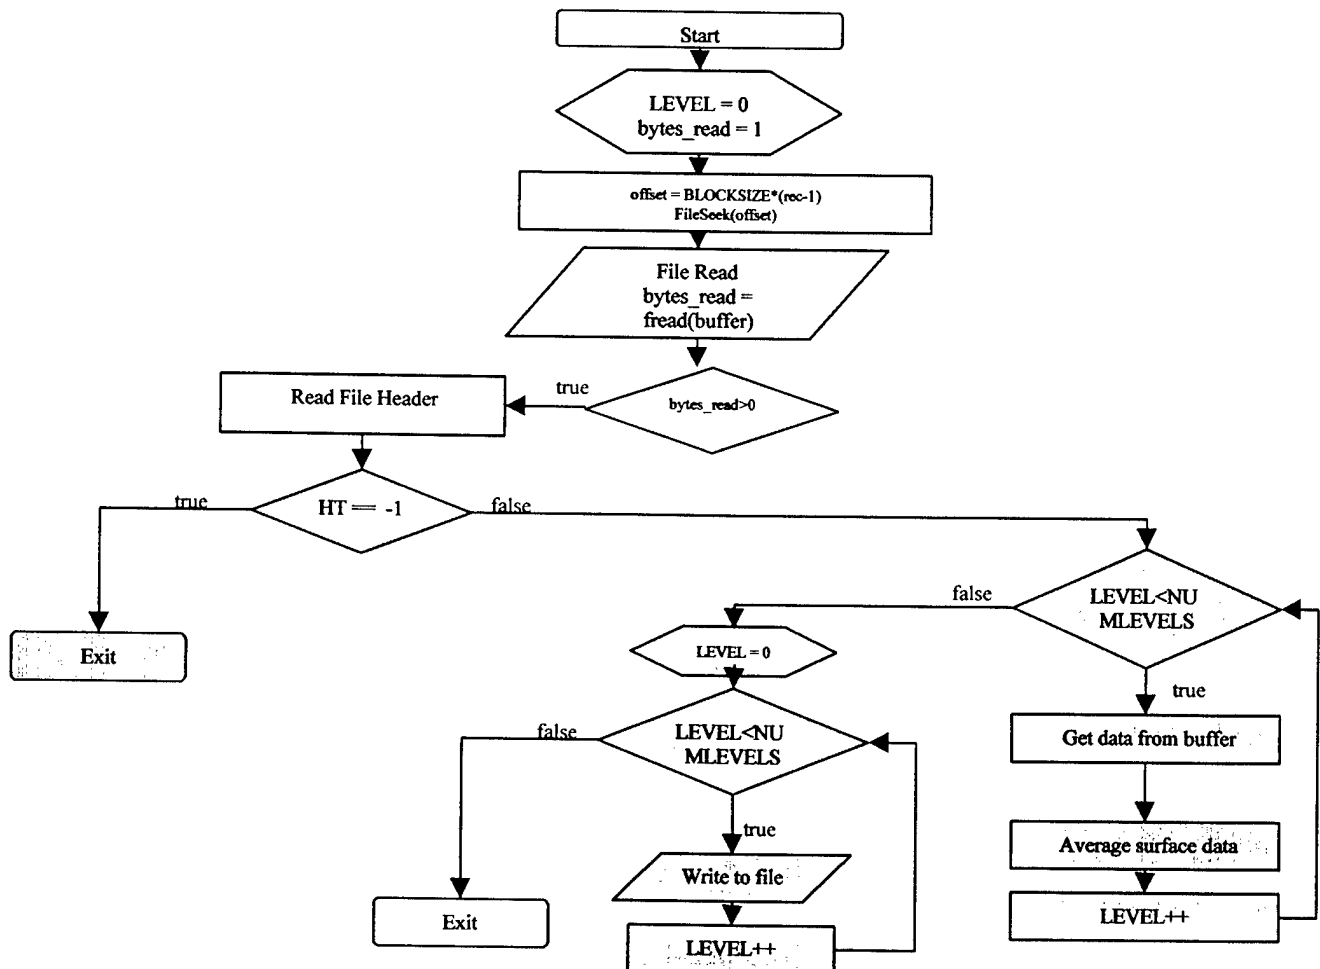 Start
LEVEL = 0
bytes_read = 1
offset = BLOCKSIZE*(rec-1)
FileSeek(offset)
File Read
bytes_read =
fread(buffer)
true
bytes_read>0
Read File Header
true
HT == -1
false
false
LEVEL<NU
MLEVELS
Exit
LEVEL = 0
true
false
LEVEL<NU
MLEVELS
Get data from buffer
true
Average surface data
Write to file
Exit
LEVEL++
LEVEL++